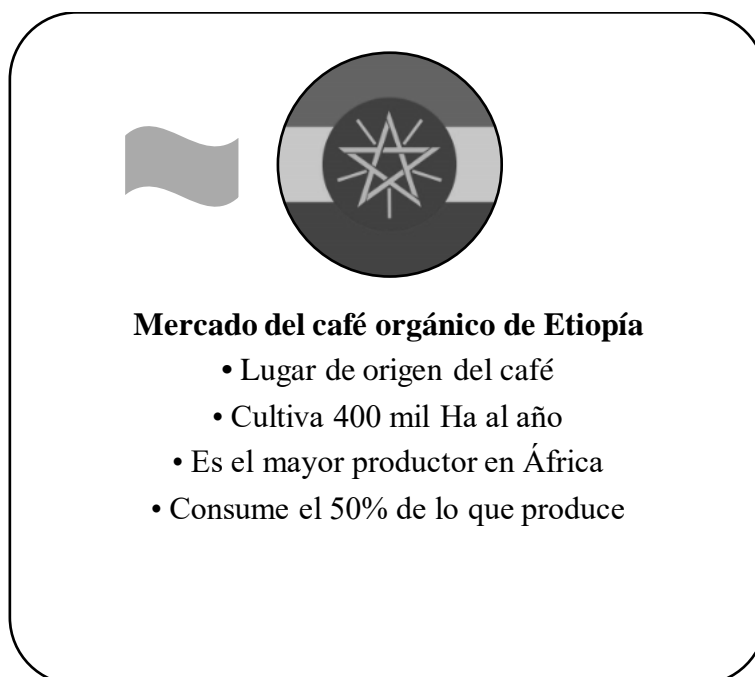 Mercado del café orgánico de Etiopía
• Lugar de origen del café
• Cultiva 400 mil Ha al año
• Es el mayor productor en África
• Consume el 50% de lo que produce